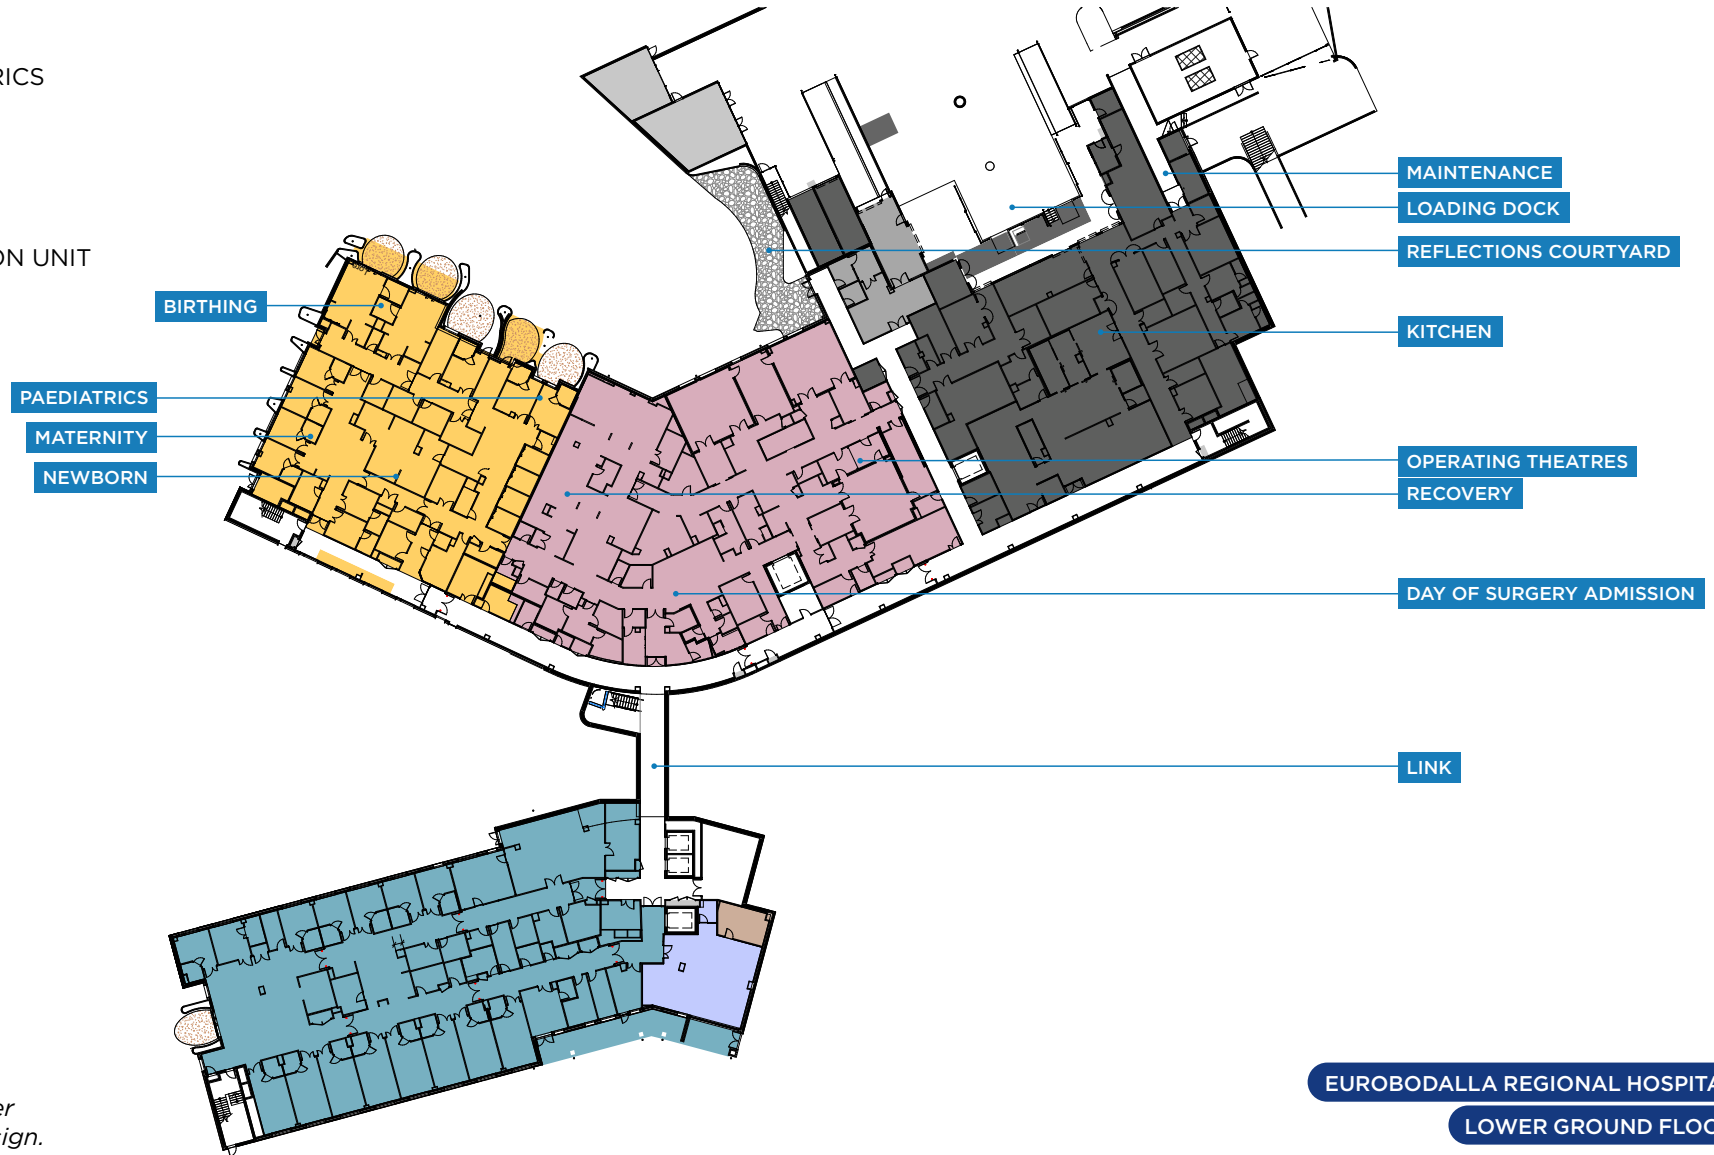 RICS
ON UNIT
BIRTHING
PAEDIATRICS
MATERNITY
NEWBORN
MAINTENANCE
LOADING DOCK
REFLECTIONS COURTYARD
KITCHEN
OPERATING THEATRES
RECOVERY
DAY OF SURGERY ADMISSION
LINK
er
sign.
EUROBODALLA REGIONAL HOSPITA
LOWER GROUND FLOO